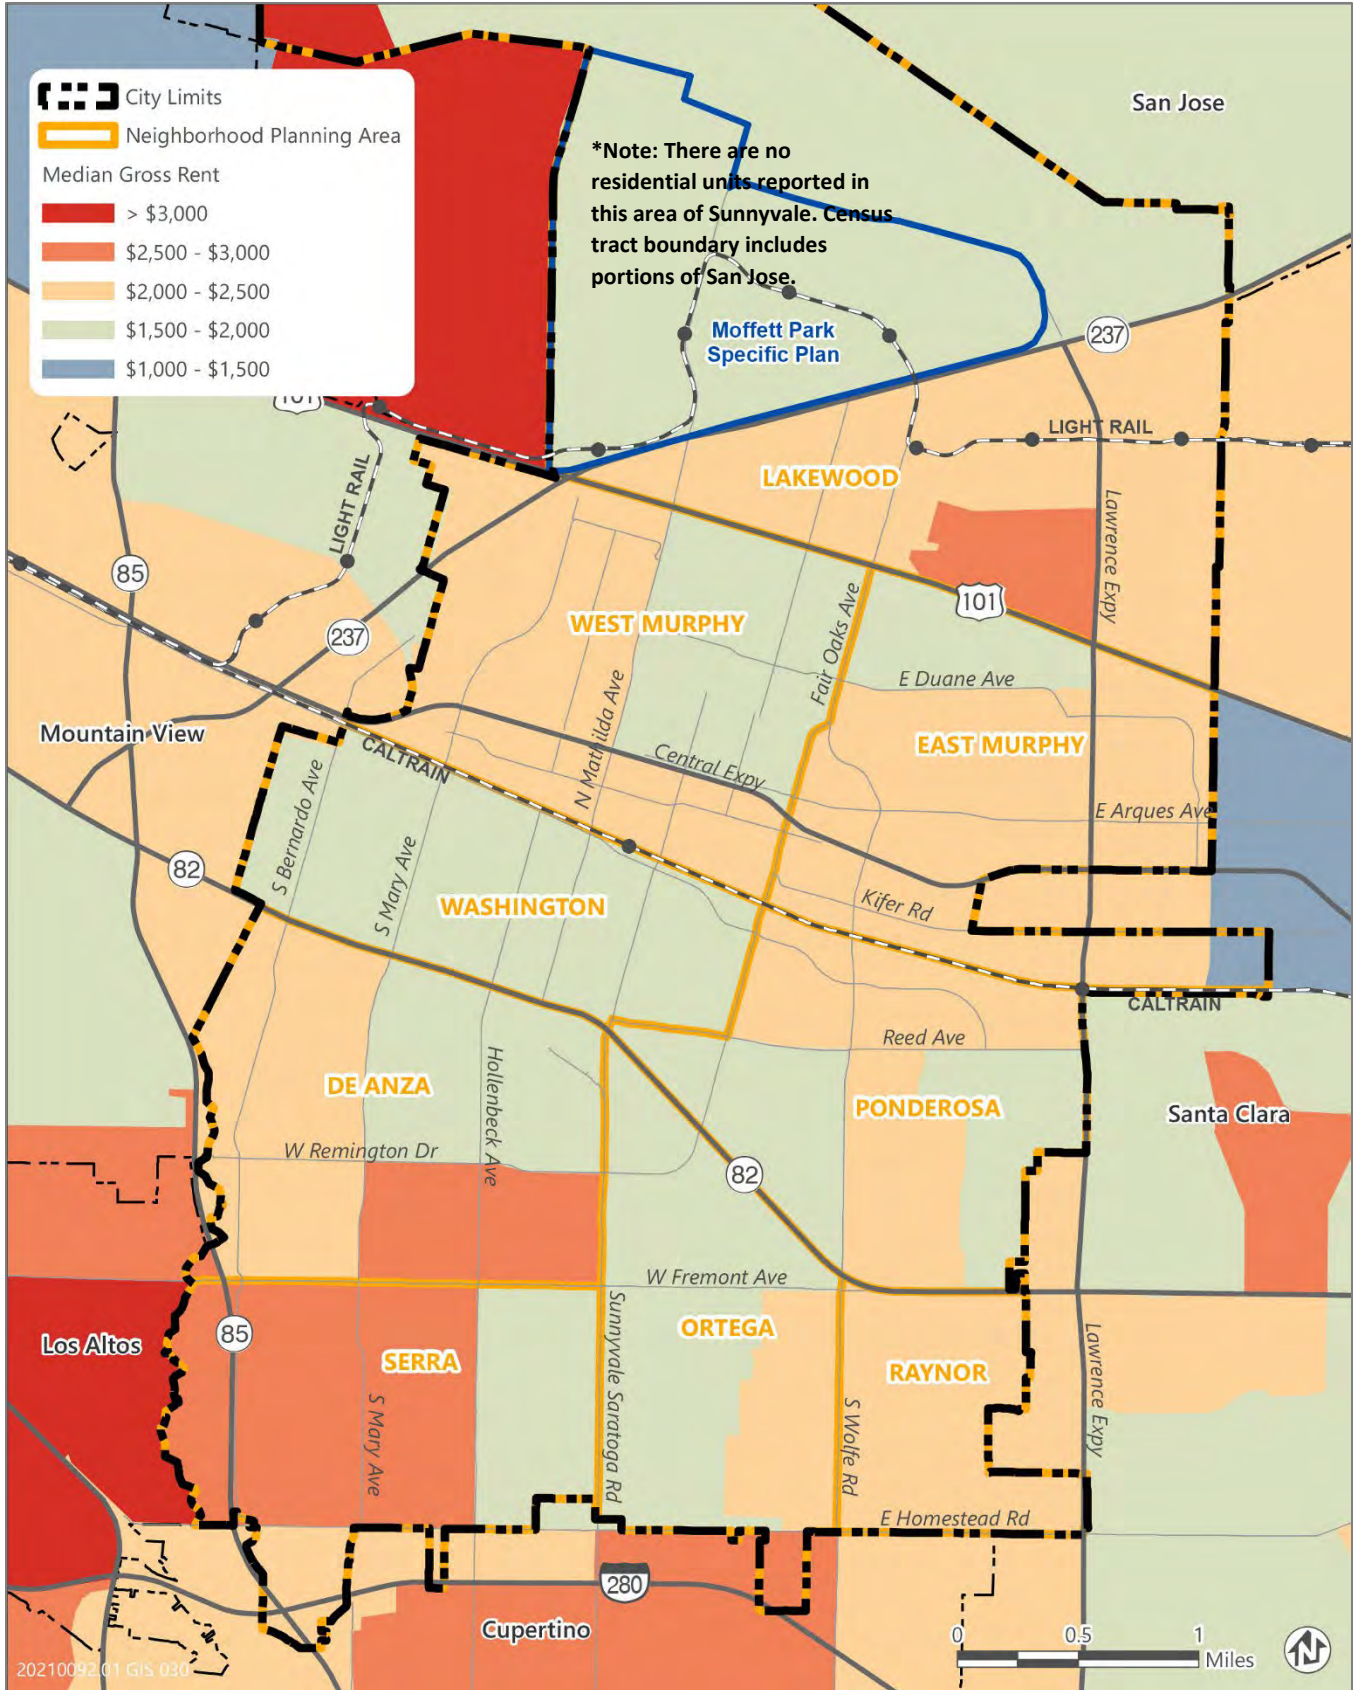 City Limits
Neighborhood Planning Area
Median Gross Rent
> $3,000
$2,500 - $3,000
$2,000 - $2,500
$1,500 - $2,000
$1,000 - $1,500
San Jose
*Note: There are no
residential units reported in
this area of Sunnyvale. Census
tract boundary includes
portions of San Jose.
Moffett Park
Specific Plan
237
101
LIGHT RAIL
LAKEWOOD
LIGHT RAIL
Lawrence Expy
85
101
237
WEST MURPHY
Fair Oaks Ave
E Duane Ave
Mountain View
CALTRAIN
N Mathilda Ave
Central Expy
EAST MURPHY
E Arques Ave
S Bernardo Ave
82
S Mary Ave
WASHINGTON
Kifer Rd
CALTRAIN
Reed Ave
DE ANZA
Hollenbeck Ave
PONDEROSA
Santa Clara
W Remington Dr
82
W Fremont Ave
Los Altos
85
SERRA
S Mary Ave
Sunnyvale Saratoga Rd
ORTEGA
RAYNOR
S Wolfe Rd
Lawrence Expy
E Homestead Rd
280
Cupertino
0 0.5 1
Miles
N
20210092.01 GIS 030